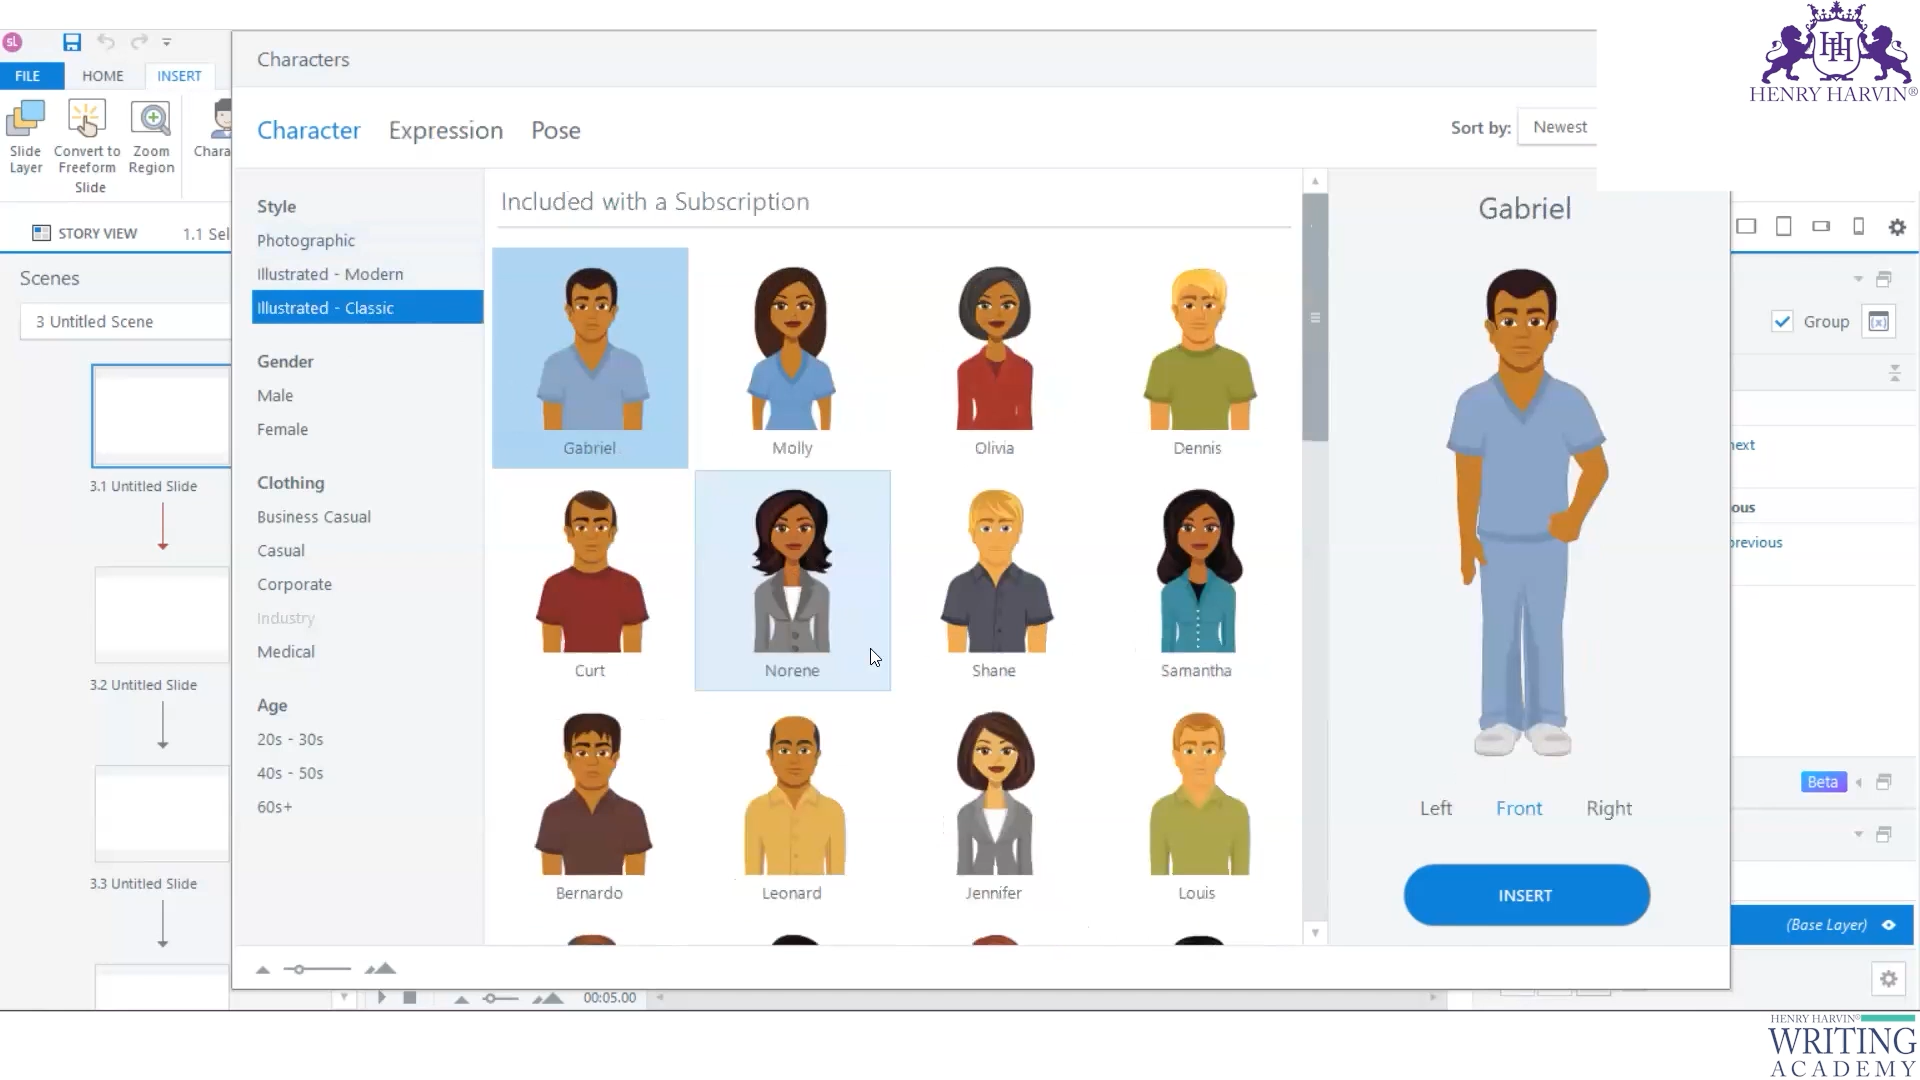 sl
FILE
HOME
INSERT
Slide
Layer
Convert to
Freeform
Zoom
Region
Slide
Chara
STORY VIEW
1.1 Sel
Scenes
3 Untitled Scene
3.1 Untitled Slide
3.2 Untitled Slide
3.3 Untitled Slide
Characters
Character
Expression
Pose
Sort by:
Newest
Style
Photographic
Illustrated - Modern
Illustrated - Classic
Gender
Male
Female
Clothing
Business Casual
Casual
Corporate
Industry
Medical
Age
20s - 30s
40s - 50s
60s+
Included with a Subscription
Gabriel
Molly
Olivia
Dennis
Curt
Norene
Shane
Samantha
Bernardo
Leonard
Jennifer
Louis
Gabriel
Left
Front
Right
INSERT
Group
(x)
next
ous
previous
Beta
(Base Layer)
00:05.00
HH
HENRY HARVIN®
HENRY HARVIN®
WRITING
ACADEMY